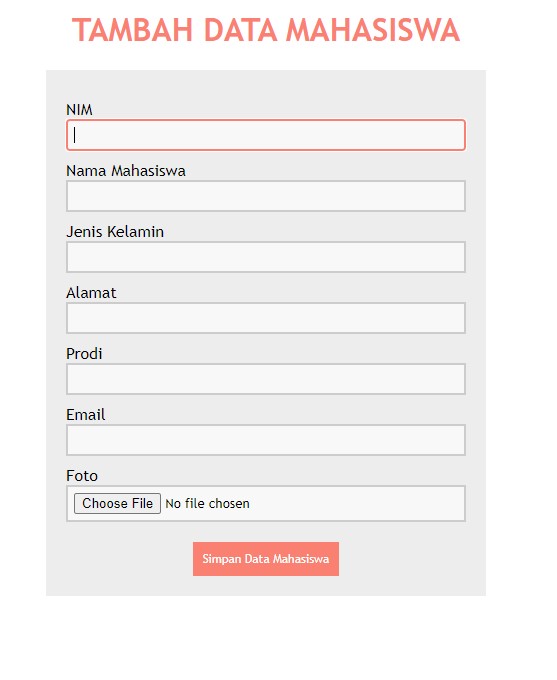 TAMBAH DATA MAHASISWA
NIM
Nama Mahasiswa
Jenis Kelamin
Alamat
Prodi
Email
Foto
Choose File No file chosen
Simpan Data Mahasiswa